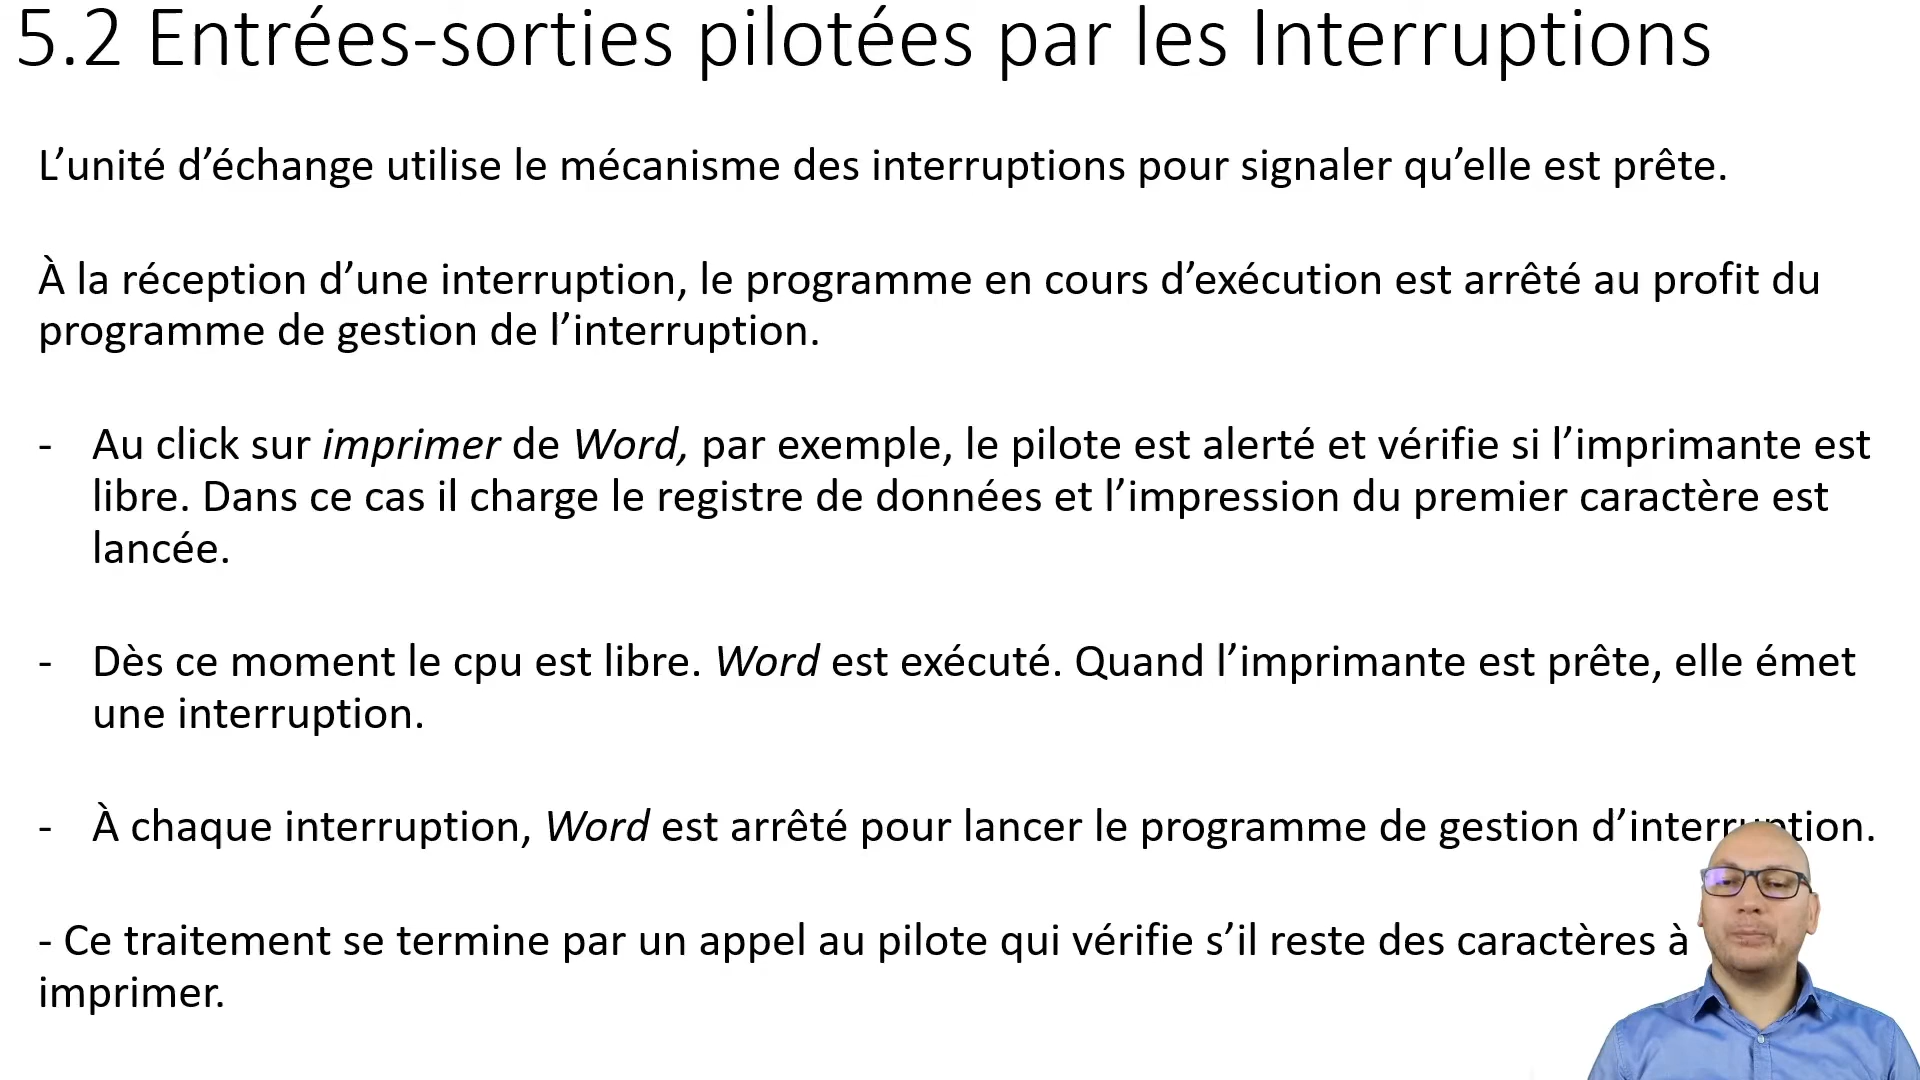 5.2 Entrées-sorties pilotées par les Interruptions
L’unité d’échange utilise le mécanisme des interruptions pour signaler qu’elle est prête.
À la réception d’une interruption, le programme en cours d’exécution est arrêté au profit du
programme de gestion de l’interruption.
- Au click sur imprimer de Word, par exemple, le pilote est alerté et vérifie si l’imprimante est
libre. Dans ce cas il charge le registre de données et l’impression du premier caractère est
lancée.
- Dès ce moment le cpu est libre. Word est exécuté. Quand l’imprimante est prête, elle émet
une interruption.
- À chaque interruption, Word est arrêté pour lancer le programme de gestion d’interruption.
- Ce traitement se termine par un appel au pilote qui vérifie s’il reste des caractères à
imprimer.